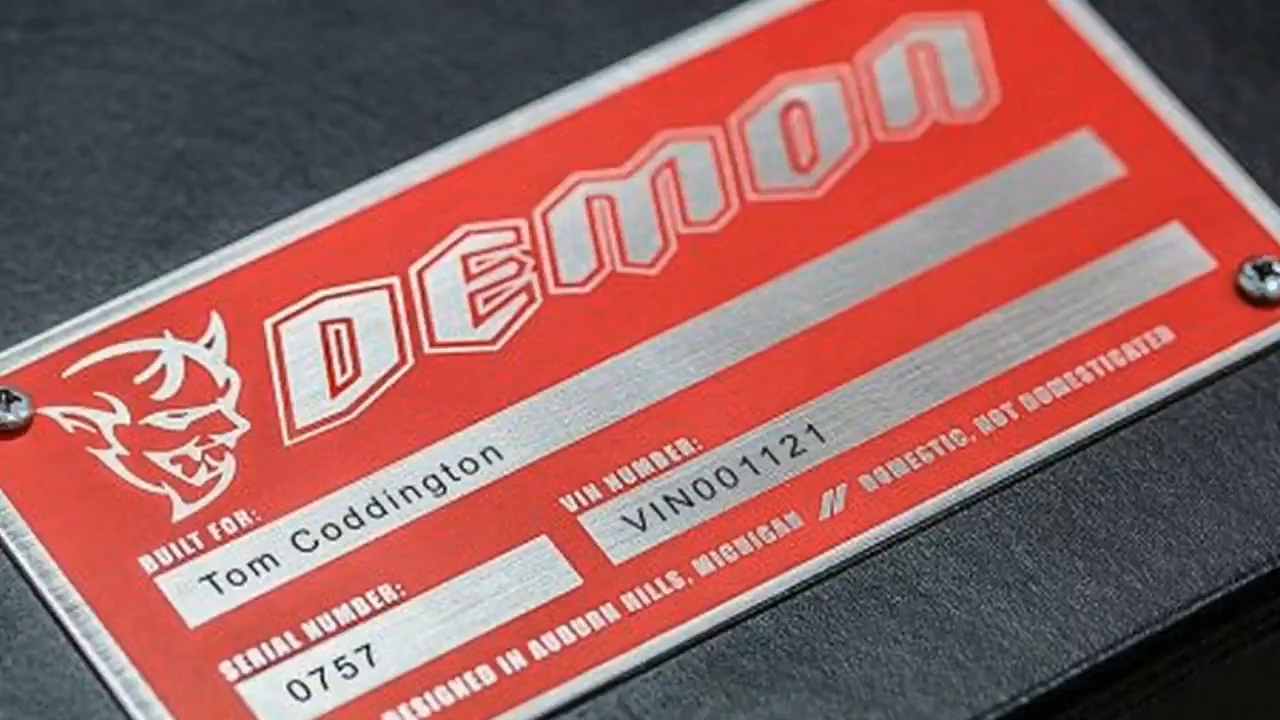 DEMON
BUILT FOR:
Tom Coddington
SERIAL NUMBER:
0757
VIN NUMBER:
VIN001121
DESIGNED IN AUBURN HILLS, MICHIGAN // DOMESTIC, NOT DOMESTICATED